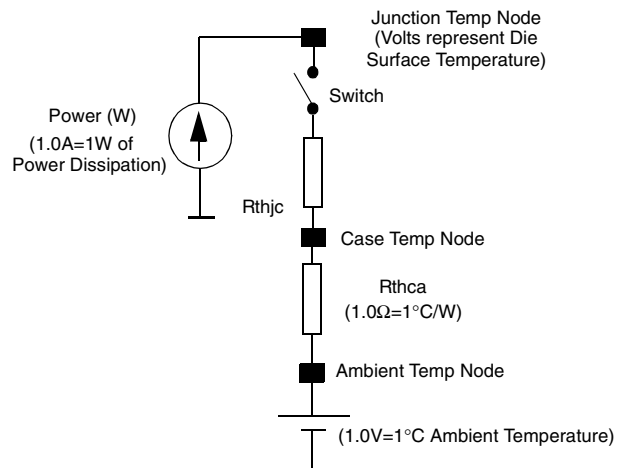 Junction Temp Node
(Volts represent Die
Surface Temperature)
Switch
Power (W)
(1.0A=1W of
Power Dissipation)
Rthjc
Case Temp Node
Rthca
(1.0Ω=1°C/W)
Ambient Temp Node
(1.0V=1°C Ambient Temperature)